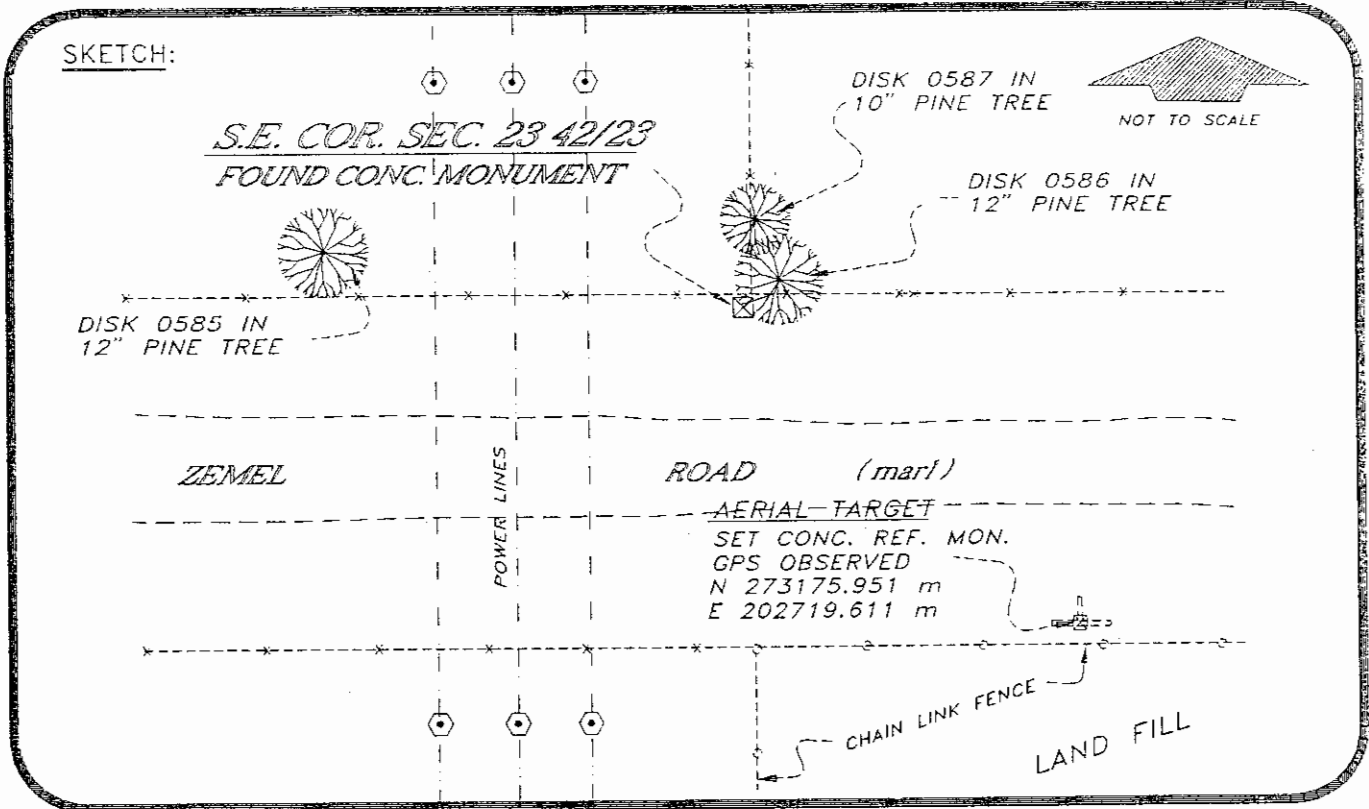 SKETCH:
DISK 0587 IN
10" PINE TREE
NOT TO SCALE
S.E. COR. SEC. 23 42/23
FOUND CONC. MONUMENT
DISK 0586 IN
12" PINE TREE
DISK 0585 IN
12" PINE TREE
ZEMEL ROAD (marl)
POWER LINES
AERIAL TARGET
SET CONC. REF. MON.
GPS OBSERVED
N 273175.951 m
E 202719.611 m
CHAIN LINK FENCE
LAND FILL